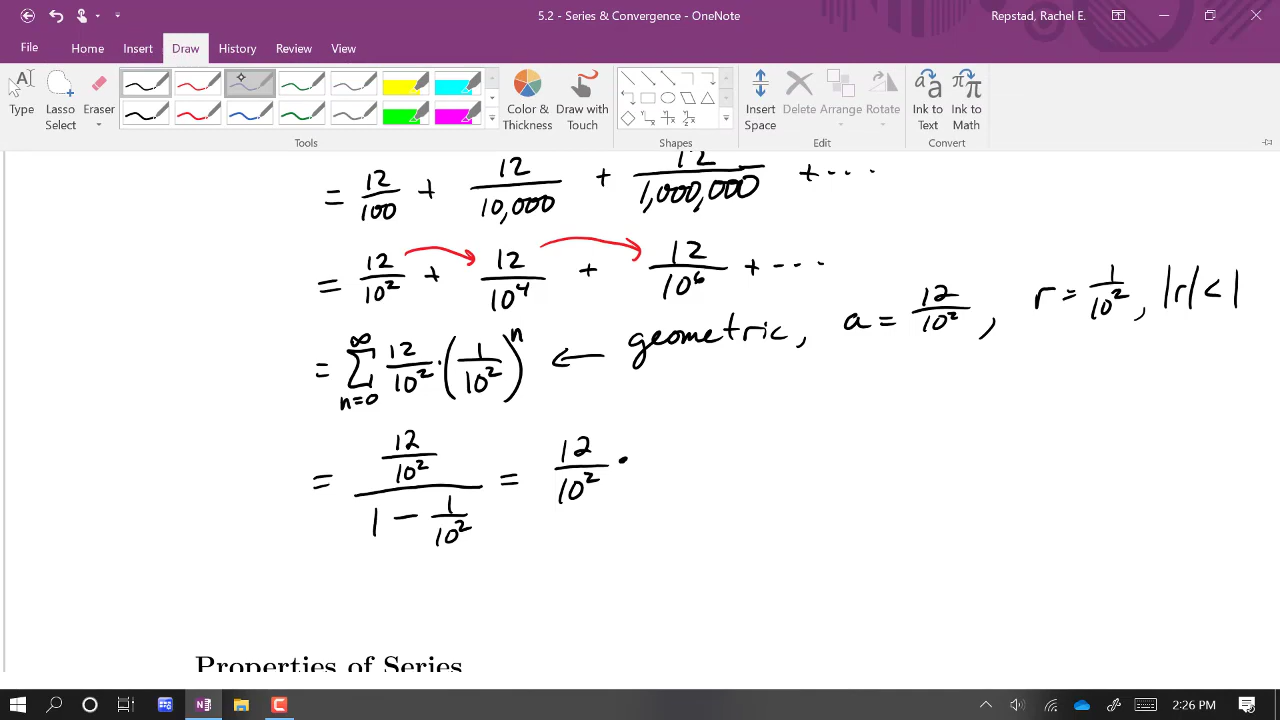 5.2 - Series & Convergence - OneNote
Repstad, Rachel E.
File Home Insert Draw History Review View
Type
Lasso Select
Eraser
Color & Thickness
Draw with Touch
Insert Space
Delete
Arrange
Rotate
Ink to Text
Ink to Math
Tools Shapes Edit Convert
= 12/100 + 12/10,000 + 12/1,000,000 + ...
= 12/10² + 12/10⁴ + 12/10⁶ + ...
= ∑_{n=0}^{∞} 12/10² · (1/10²)ⁿ ← geometric, a = 12/10², r = 1/10², |r| < 1
= (12/10²)/(1 − 1/10²) = 12/10² ·
Properties of Series
2:26 PM